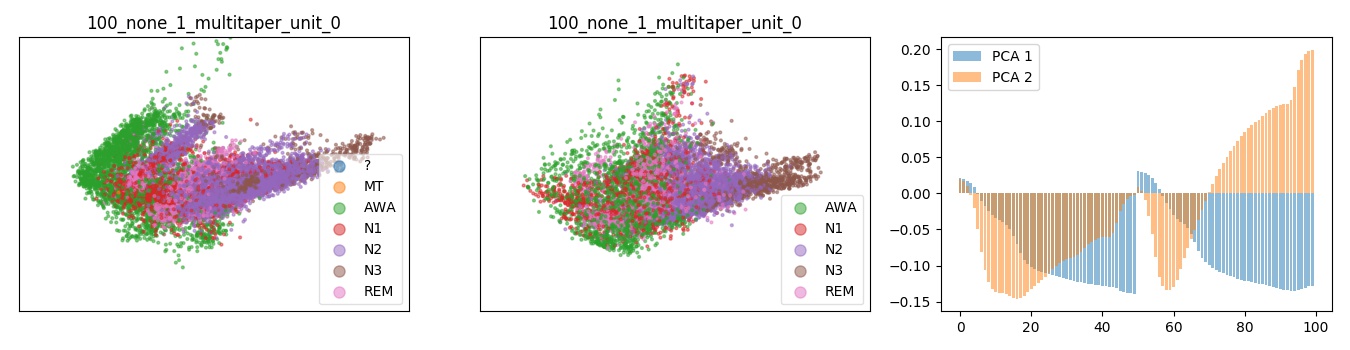 100_none_1_multitaper_unit_0
?
MT
AWA
N1
N2
N3
REM
100_none_1_multitaper_unit_0
AWA
N1
N2
N3
REM
PCA 1
PCA 2
0.20
0.15
0.10
0.05
0.00
−0.05
−0.10
−0.15
0 20 40 60 80 100